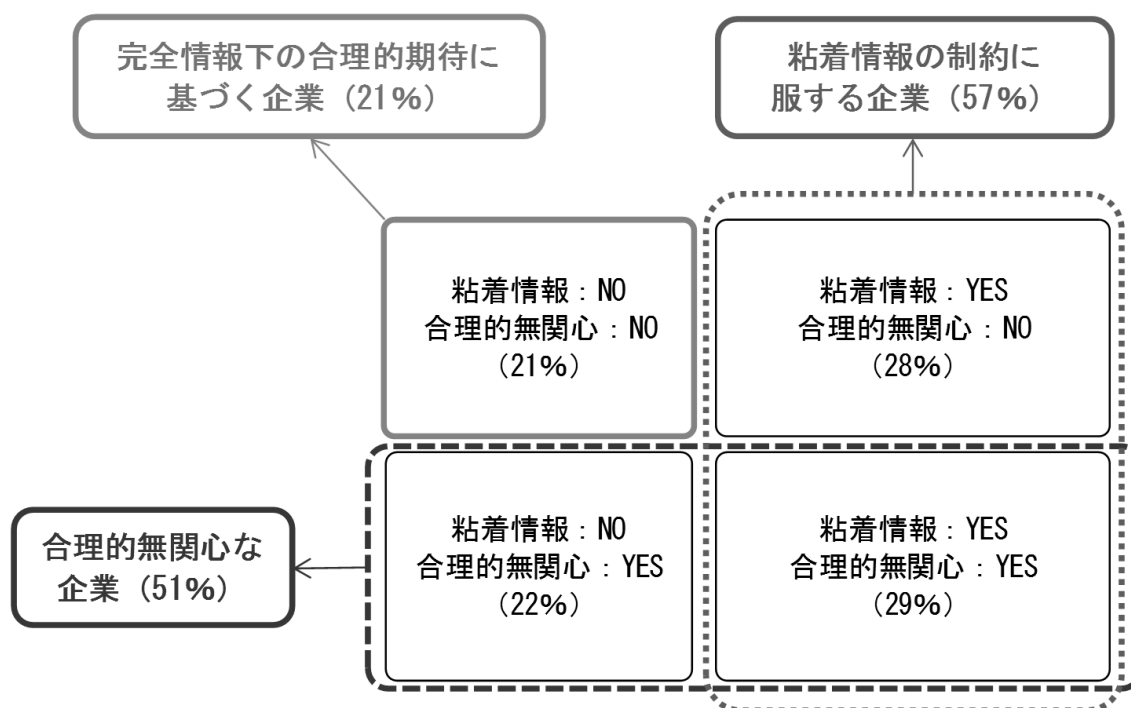 完全情報下の合理的期待に
基づく企業（21%）
粘着情報の制約に
服する企業（57%）
粘着情報：NO
合理的無関心：NO
（21%）
粘着情報：YES
合理的無関心：NO
（28%）
合理的無関心な
企業（51%）
粘着情報：NO
合理的無関心：YES
（22%）
粘着情報：YES
合理的無関心：YES
（29%）